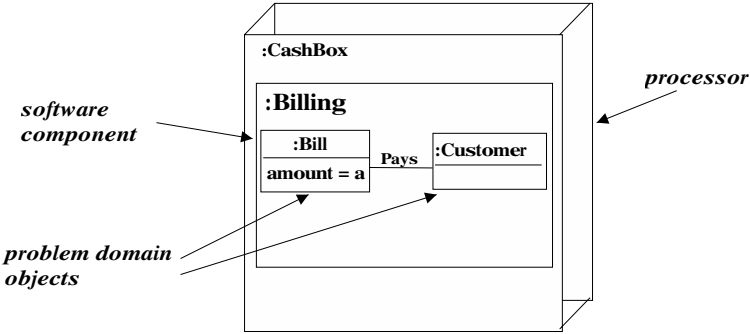 :CashBox
processor
:Billing
software
component
:Bill
Pays
:Customer
amount = a
problem domain
objects